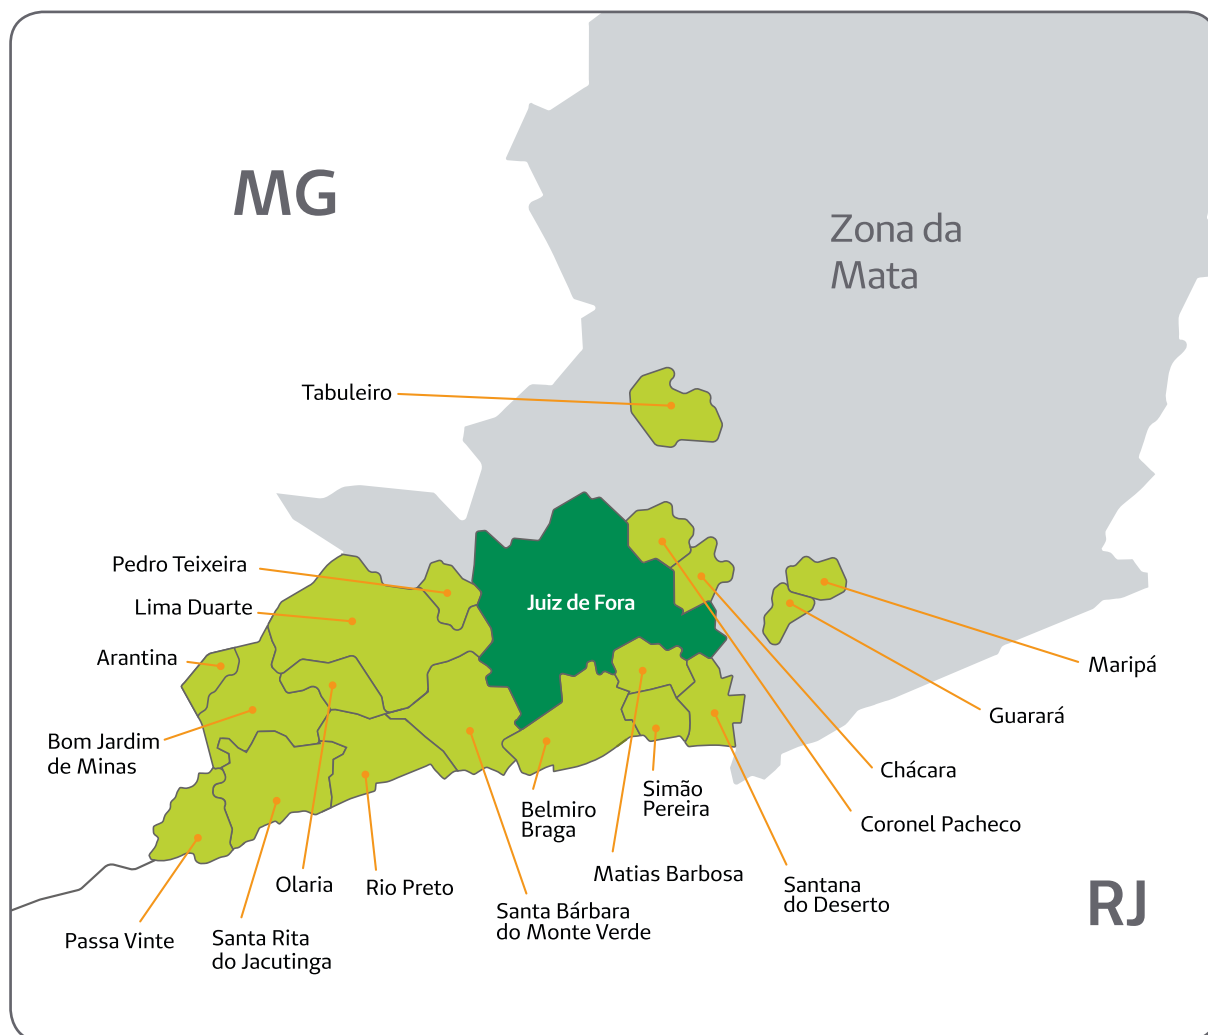 MG
Zona da
Mata
Tabuleiro
Pedro Teixeira
Lima Duarte
Juiz de Fora
Arantina
Maripá
Guarará
Bom Jardim
de Minas
Chácara
Simão
Pereira
Belmiro
Braga
Coronel Pacheco
Matias Barbosa
Olaria
Rio Preto
Santana
do Deserto
RJ
Santa Bárbara
do Monte Verde
Passa Vinte
Santa Rita
do Jacutinga